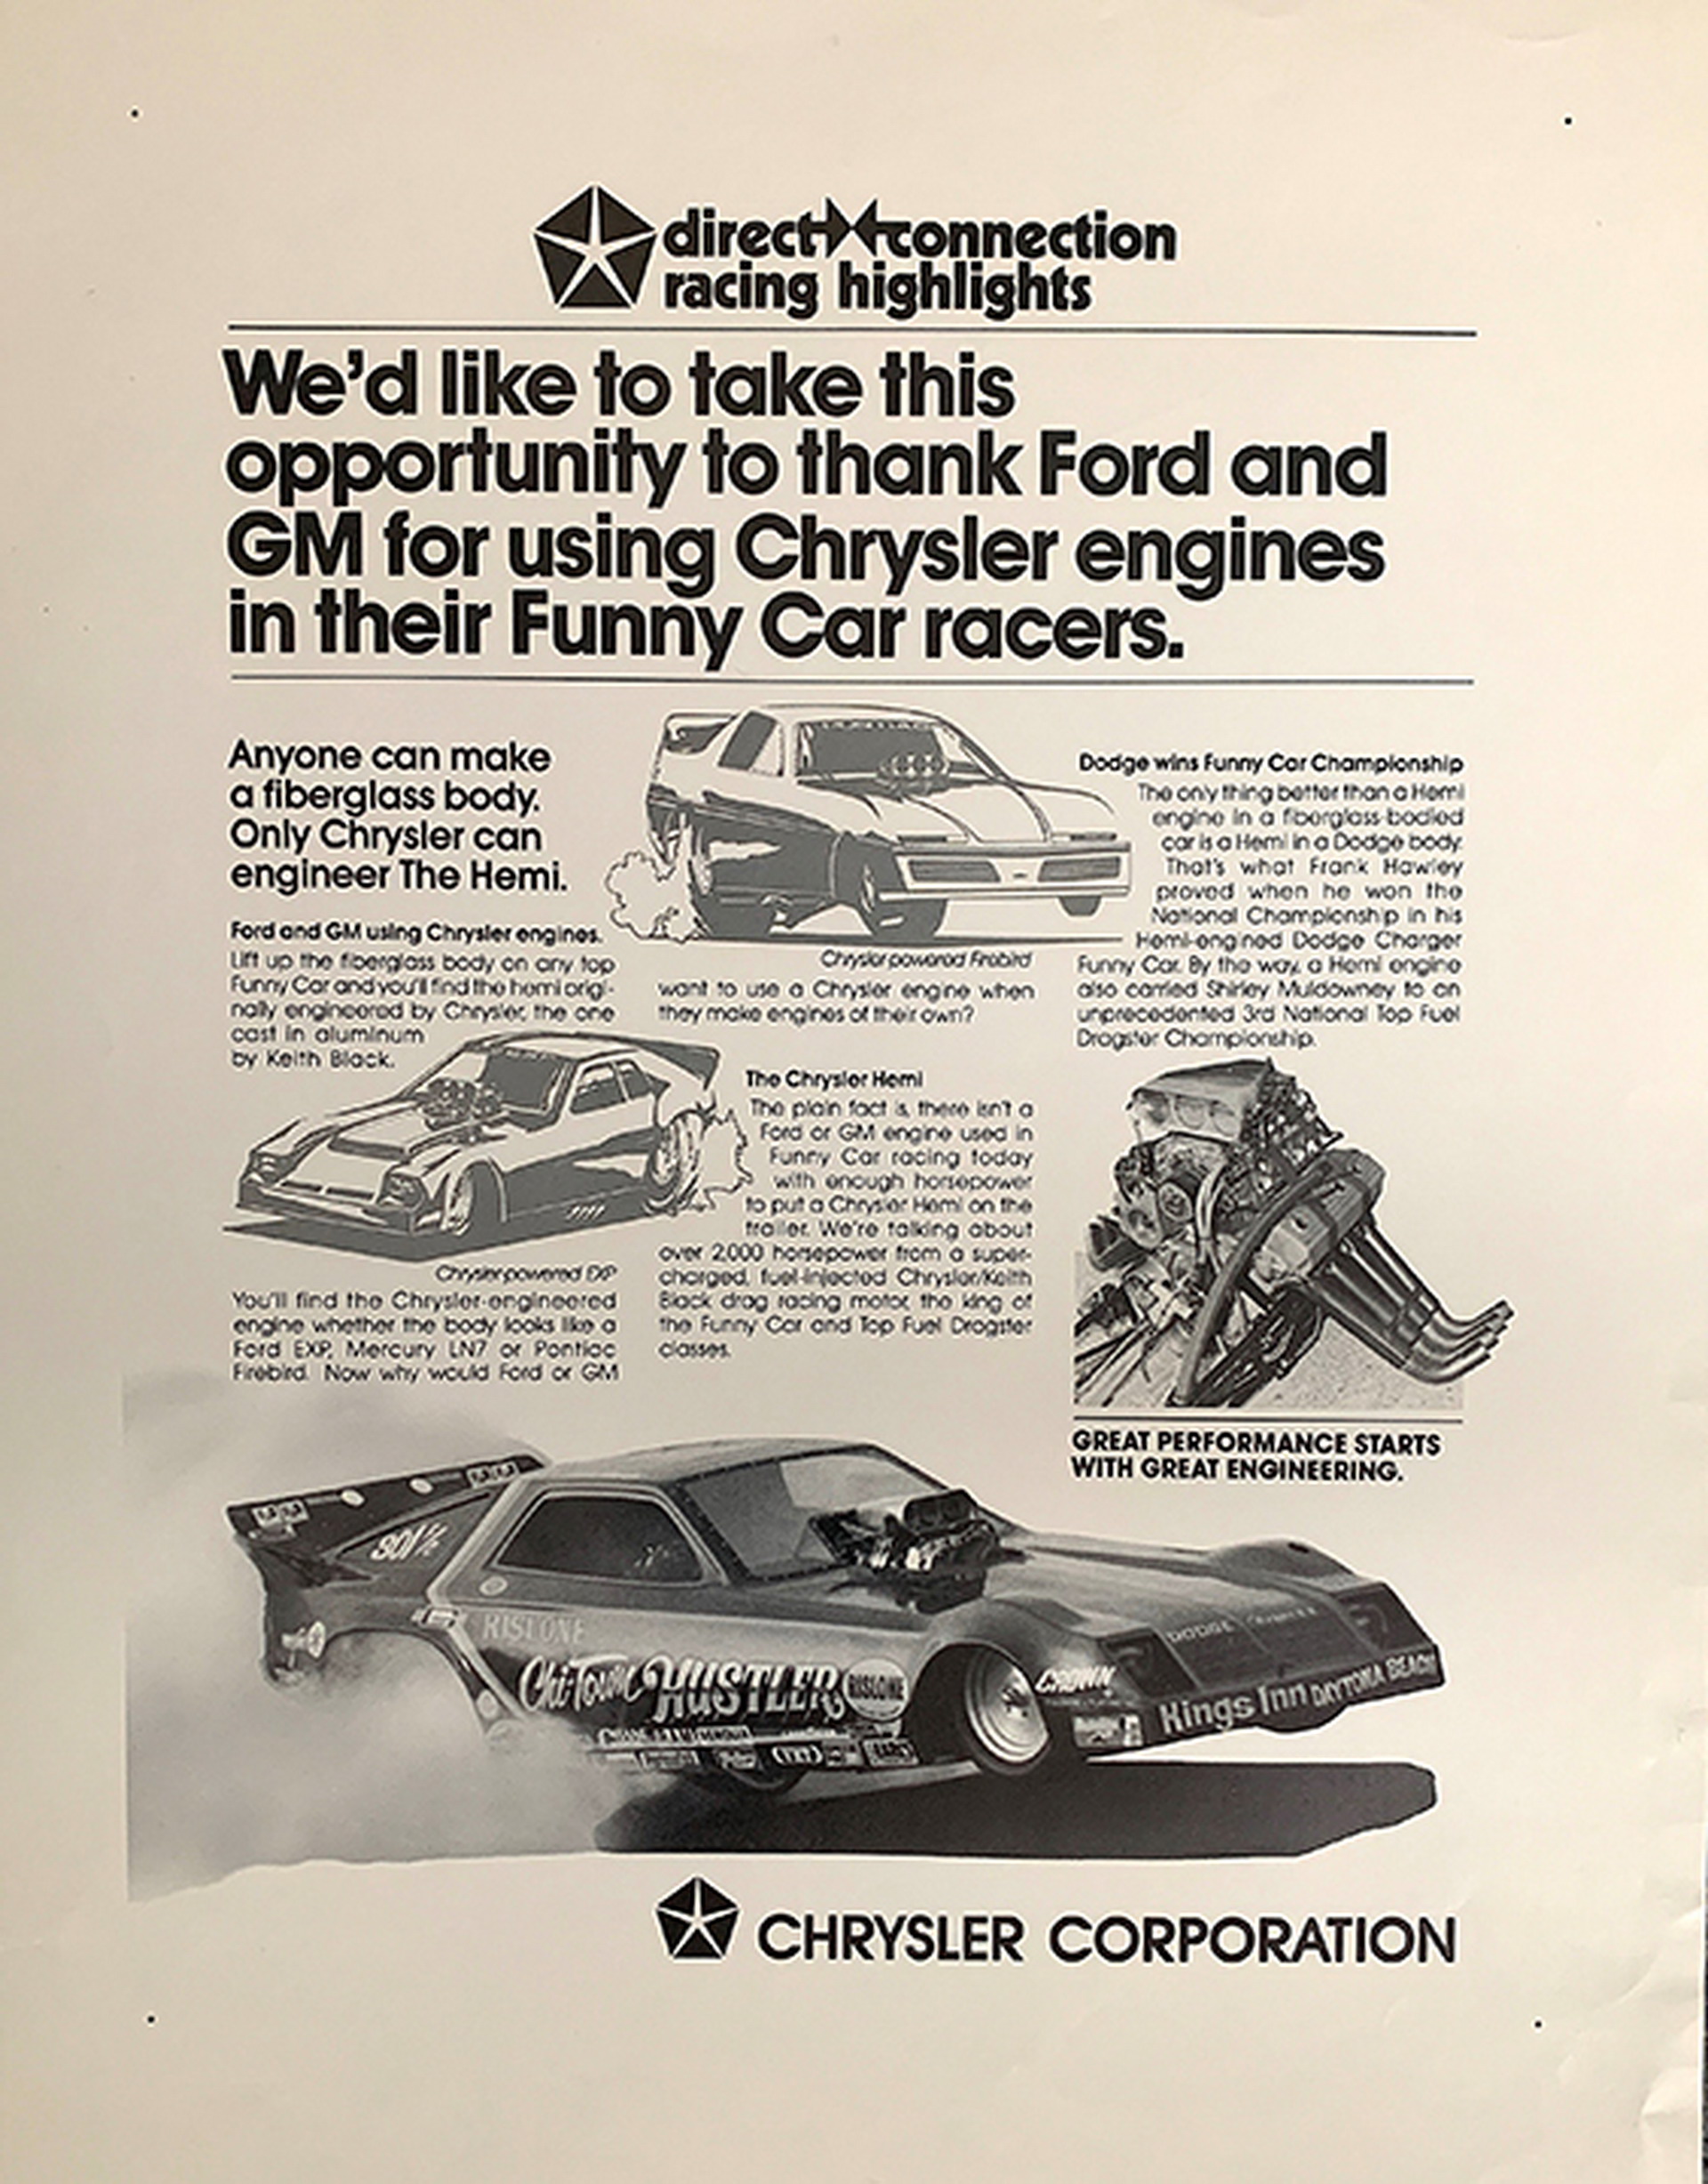 direct connection
racing highlights
We'd like to take this
opportunity to thank Ford and
GM for using Chrysler engines
in their Funny Car racers.
Anyone can make
a fiberglass body.
Only Chrysler can
engineer The Hemi.
Ford and GM using Chrysler engines.
Lift up the fiberglass body on any top
Funny Car and you'll find the hemi origi-
nally engineered by Chrysler, the one
cast in aluminum
by Keith Black.
Chrysler powered EXP
You'll find the Chrysler-engineered
engine whether the body looks like a
Ford EXP, Mercury LN7 or Pontiac
Firebird. Now why would Ford or GM
Chrysler powered Firebird
want to use a Chrysler engine when
they make engines of their own?
The Chrysler Hemi
The plain fact is, there isn't a
Ford or GM engine used in
Funny Car racing today
with enough horsepower
to put a Chrysler Hemi on the
trailer. We're talking about
over 2,000 horsepower from a super-
charged, fuel-injected Chrysler/Keith
Black drag racing motor, the king of
the Funny Car and Top Fuel Dragster
classes.
Dodge wins Funny Car Championship
The only thing better than a Hemi
engine in a fiberglass-bodied
car is a Hemi in a Dodge body.
That's what Frank Hawley
proved when he won the
National Championship in his
Hemi-engined Dodge Charger
Funny Car. By the way, a Hemi engine
also carried Shirley Muldowney to an
unprecedented 3rd National Top Fuel
Dragster Championship.
GREAT PERFORMANCE STARTS
WITH GREAT ENGINEERING.
RISLONE
Chi-Town HUSTLER
RISLONE
CROWN
DODGE
Kings Inn DAYTONA BEACH
CHRYSLER CORPORATION